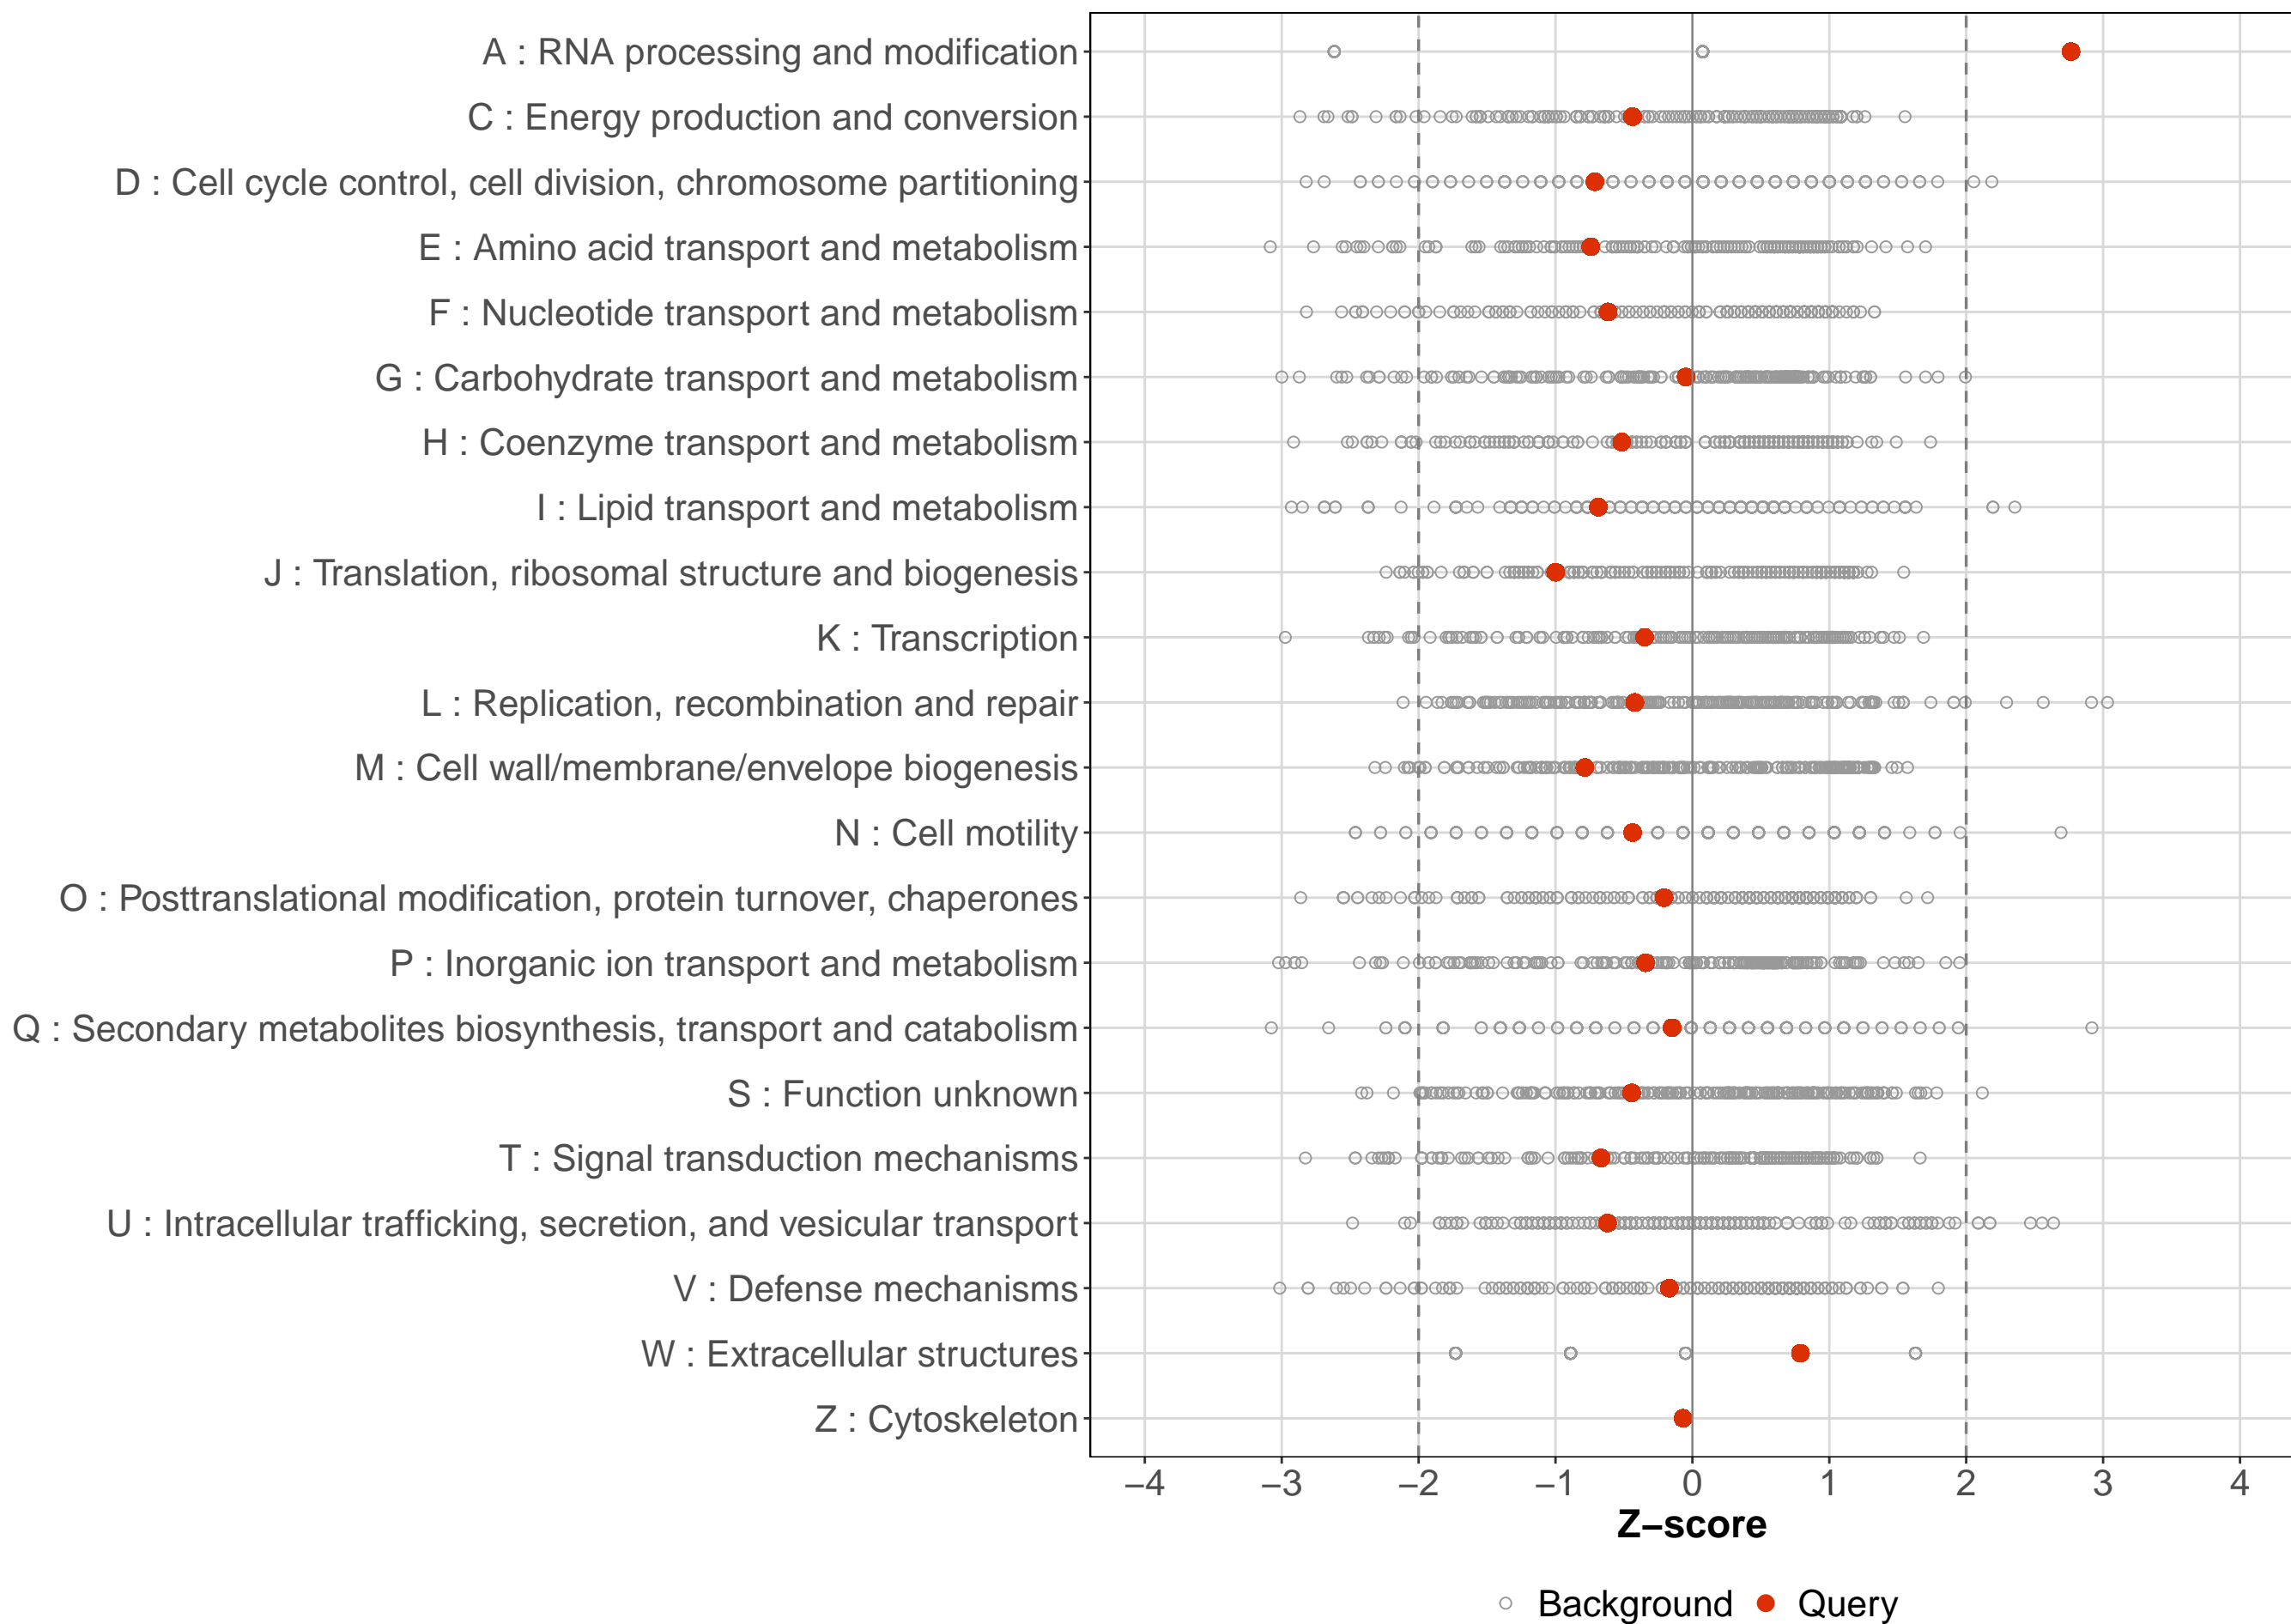 A : RNA processing and modification
C : Energy production and conversion
D : Cell cycle control, cell division, chromosome partitioning
E : Amino acid transport and metabolism
F : Nucleotide transport and metabolism
G : Carbohydrate transport and metabolism
H : Coenzyme transport and metabolism
I : Lipid transport and metabolism
J : Translation, ribosomal structure and biogenesis
K : Transcription
L : Replication, recombination and repair
M : Cell wall/membrane/envelope biogenesis
N : Cell motility
O : Posttranslational modification, protein turnover, chaperones
P : Inorganic ion transport and metabolism
Q : Secondary metabolites biosynthesis, transport and catabolism
S : Function unknown
T : Signal transduction mechanisms
U : Intracellular trafficking, secretion, and vesicular transport
V : Defense mechanisms
W : Extracellular structures
Z : Cytoskeleton
−4 −3 −2 −1 0 1 2 3 4
Z−score
Background Query